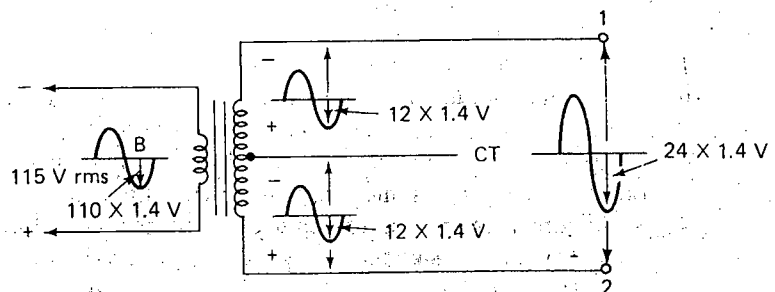 1
−
−
+
12 X 1.4 V
B
CT
24 X 1.4 V
115 V rms
110 X 1.4 V
−
+
12 X 1.4 V
+
2